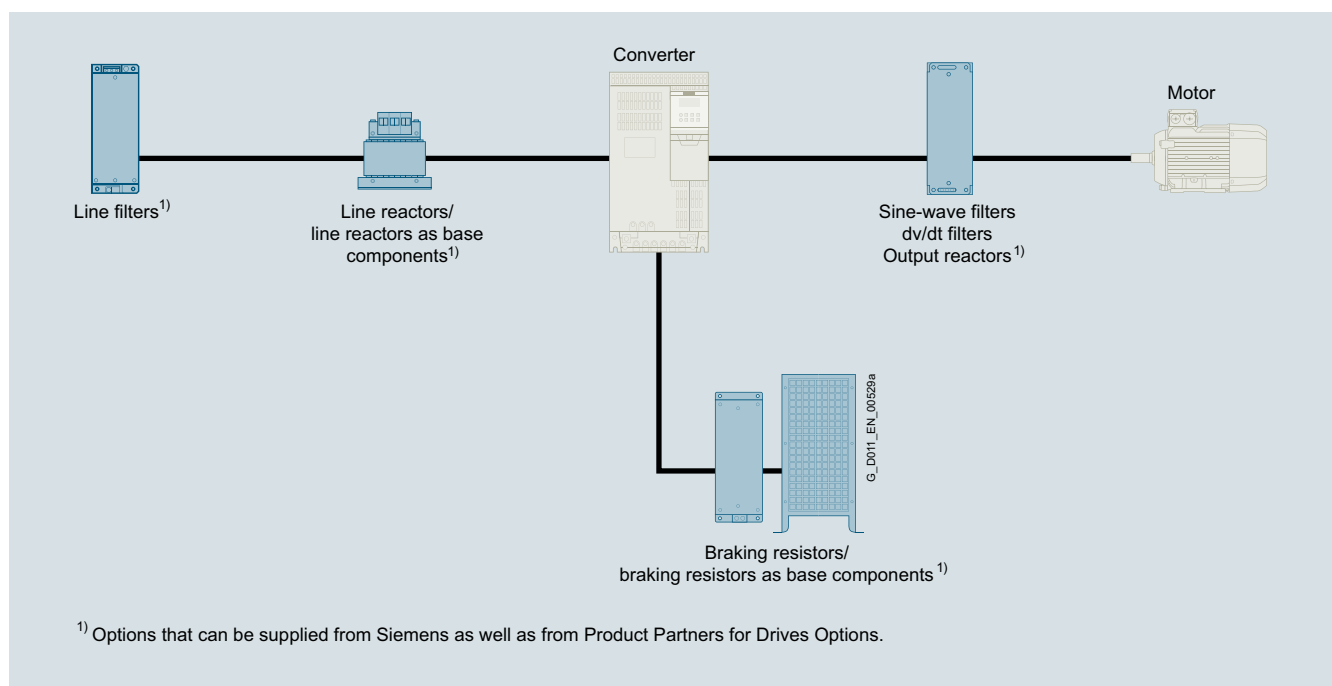 Converter
Motor
Line filters1)
Line reactors/
line reactors as base
components1)
Sine-wave filters
dv/dt filters
Output reactors1)
G_D011_EN_00529a
Braking resistors/
braking resistors as base components1)
1) Options that can be supplied from Siemens as well as from Product Partners for Drives Options.